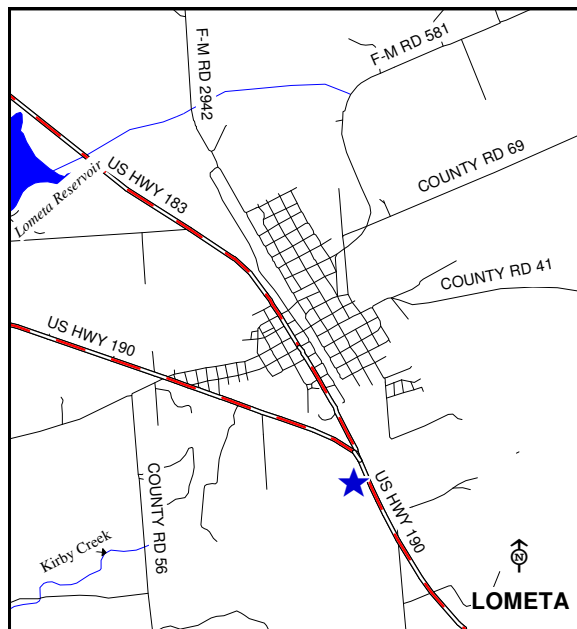 F-M RD 581
F-M RD 2942
COUNTY RD 69
US HWY 183
Lometa Reservoir
COUNTY RD 41
US HWY 190
COUNTY RD 56
US HWY 190
Kirby Creek
N
LOMETA